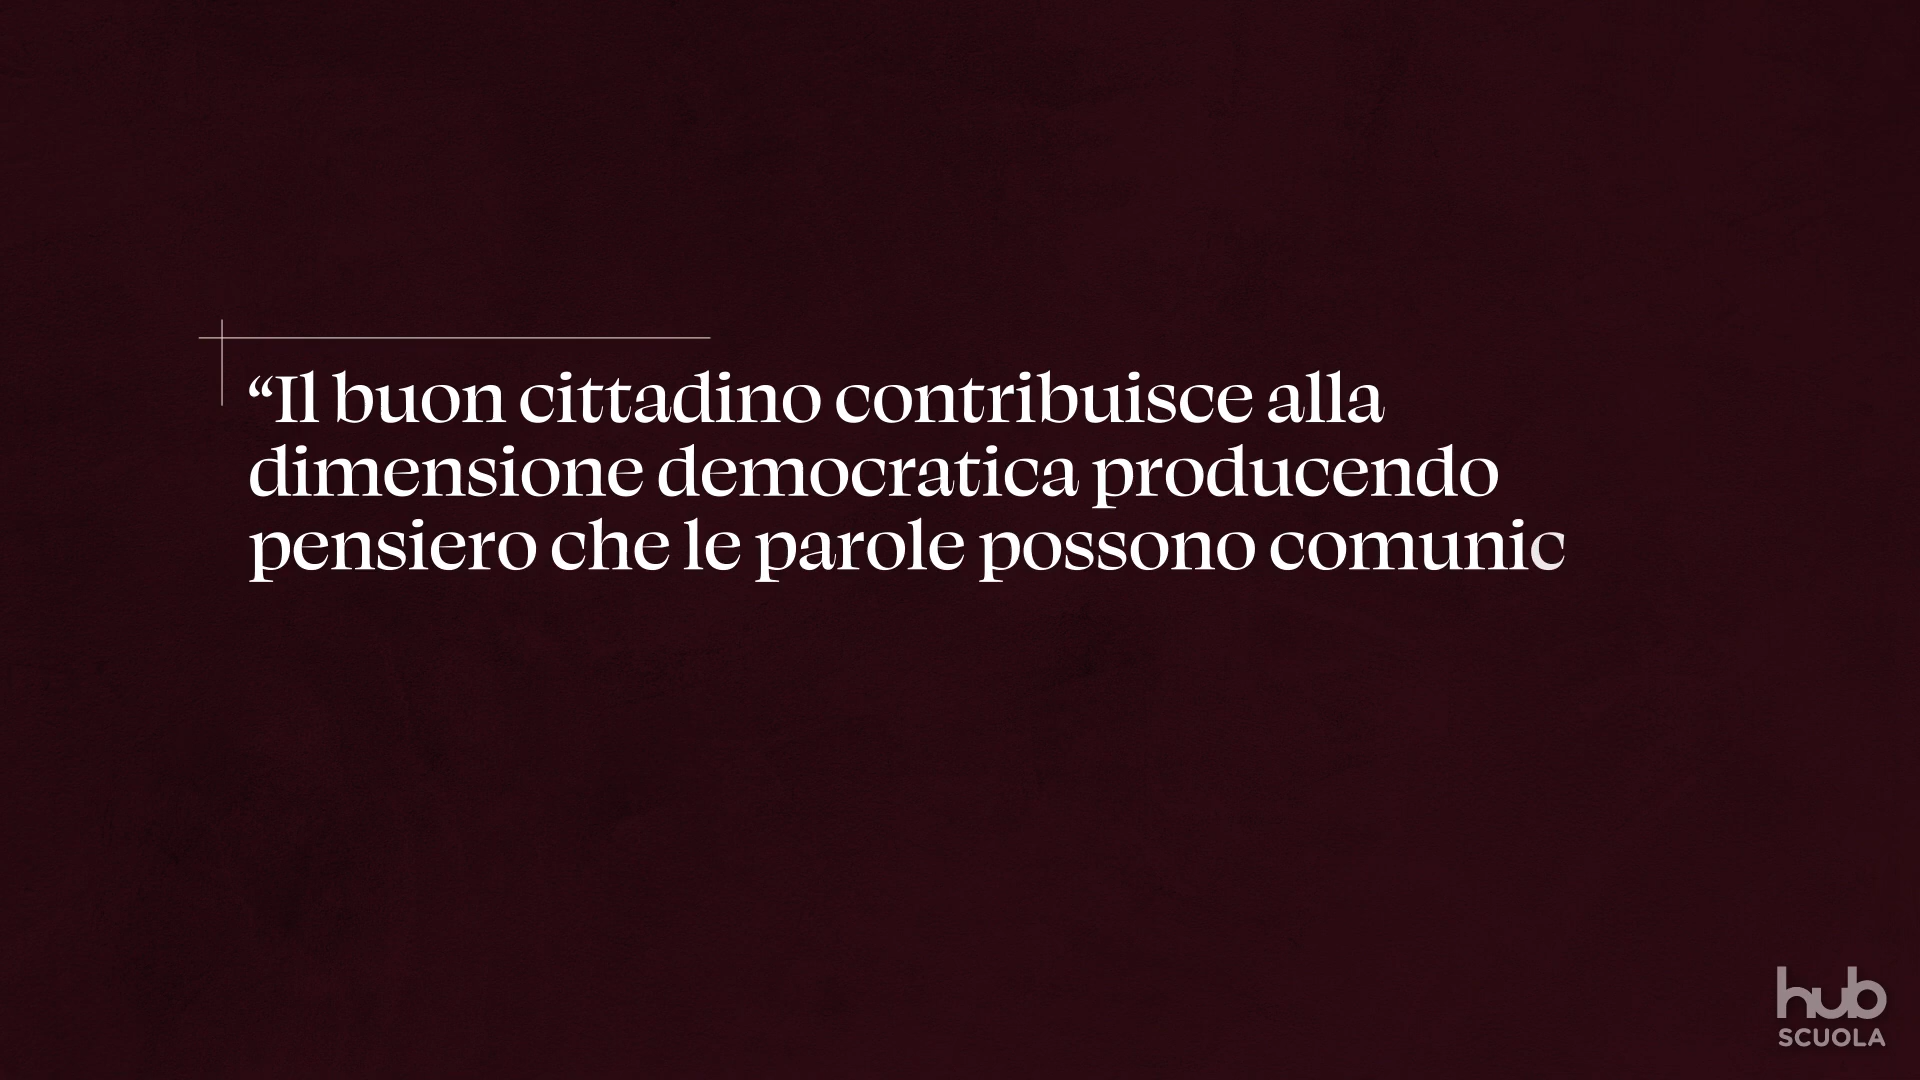 “Il buon cittadino contribuisce alla
dimensione democratica producendo
pensiero che le parole possono comunic
hub
SCUOLA